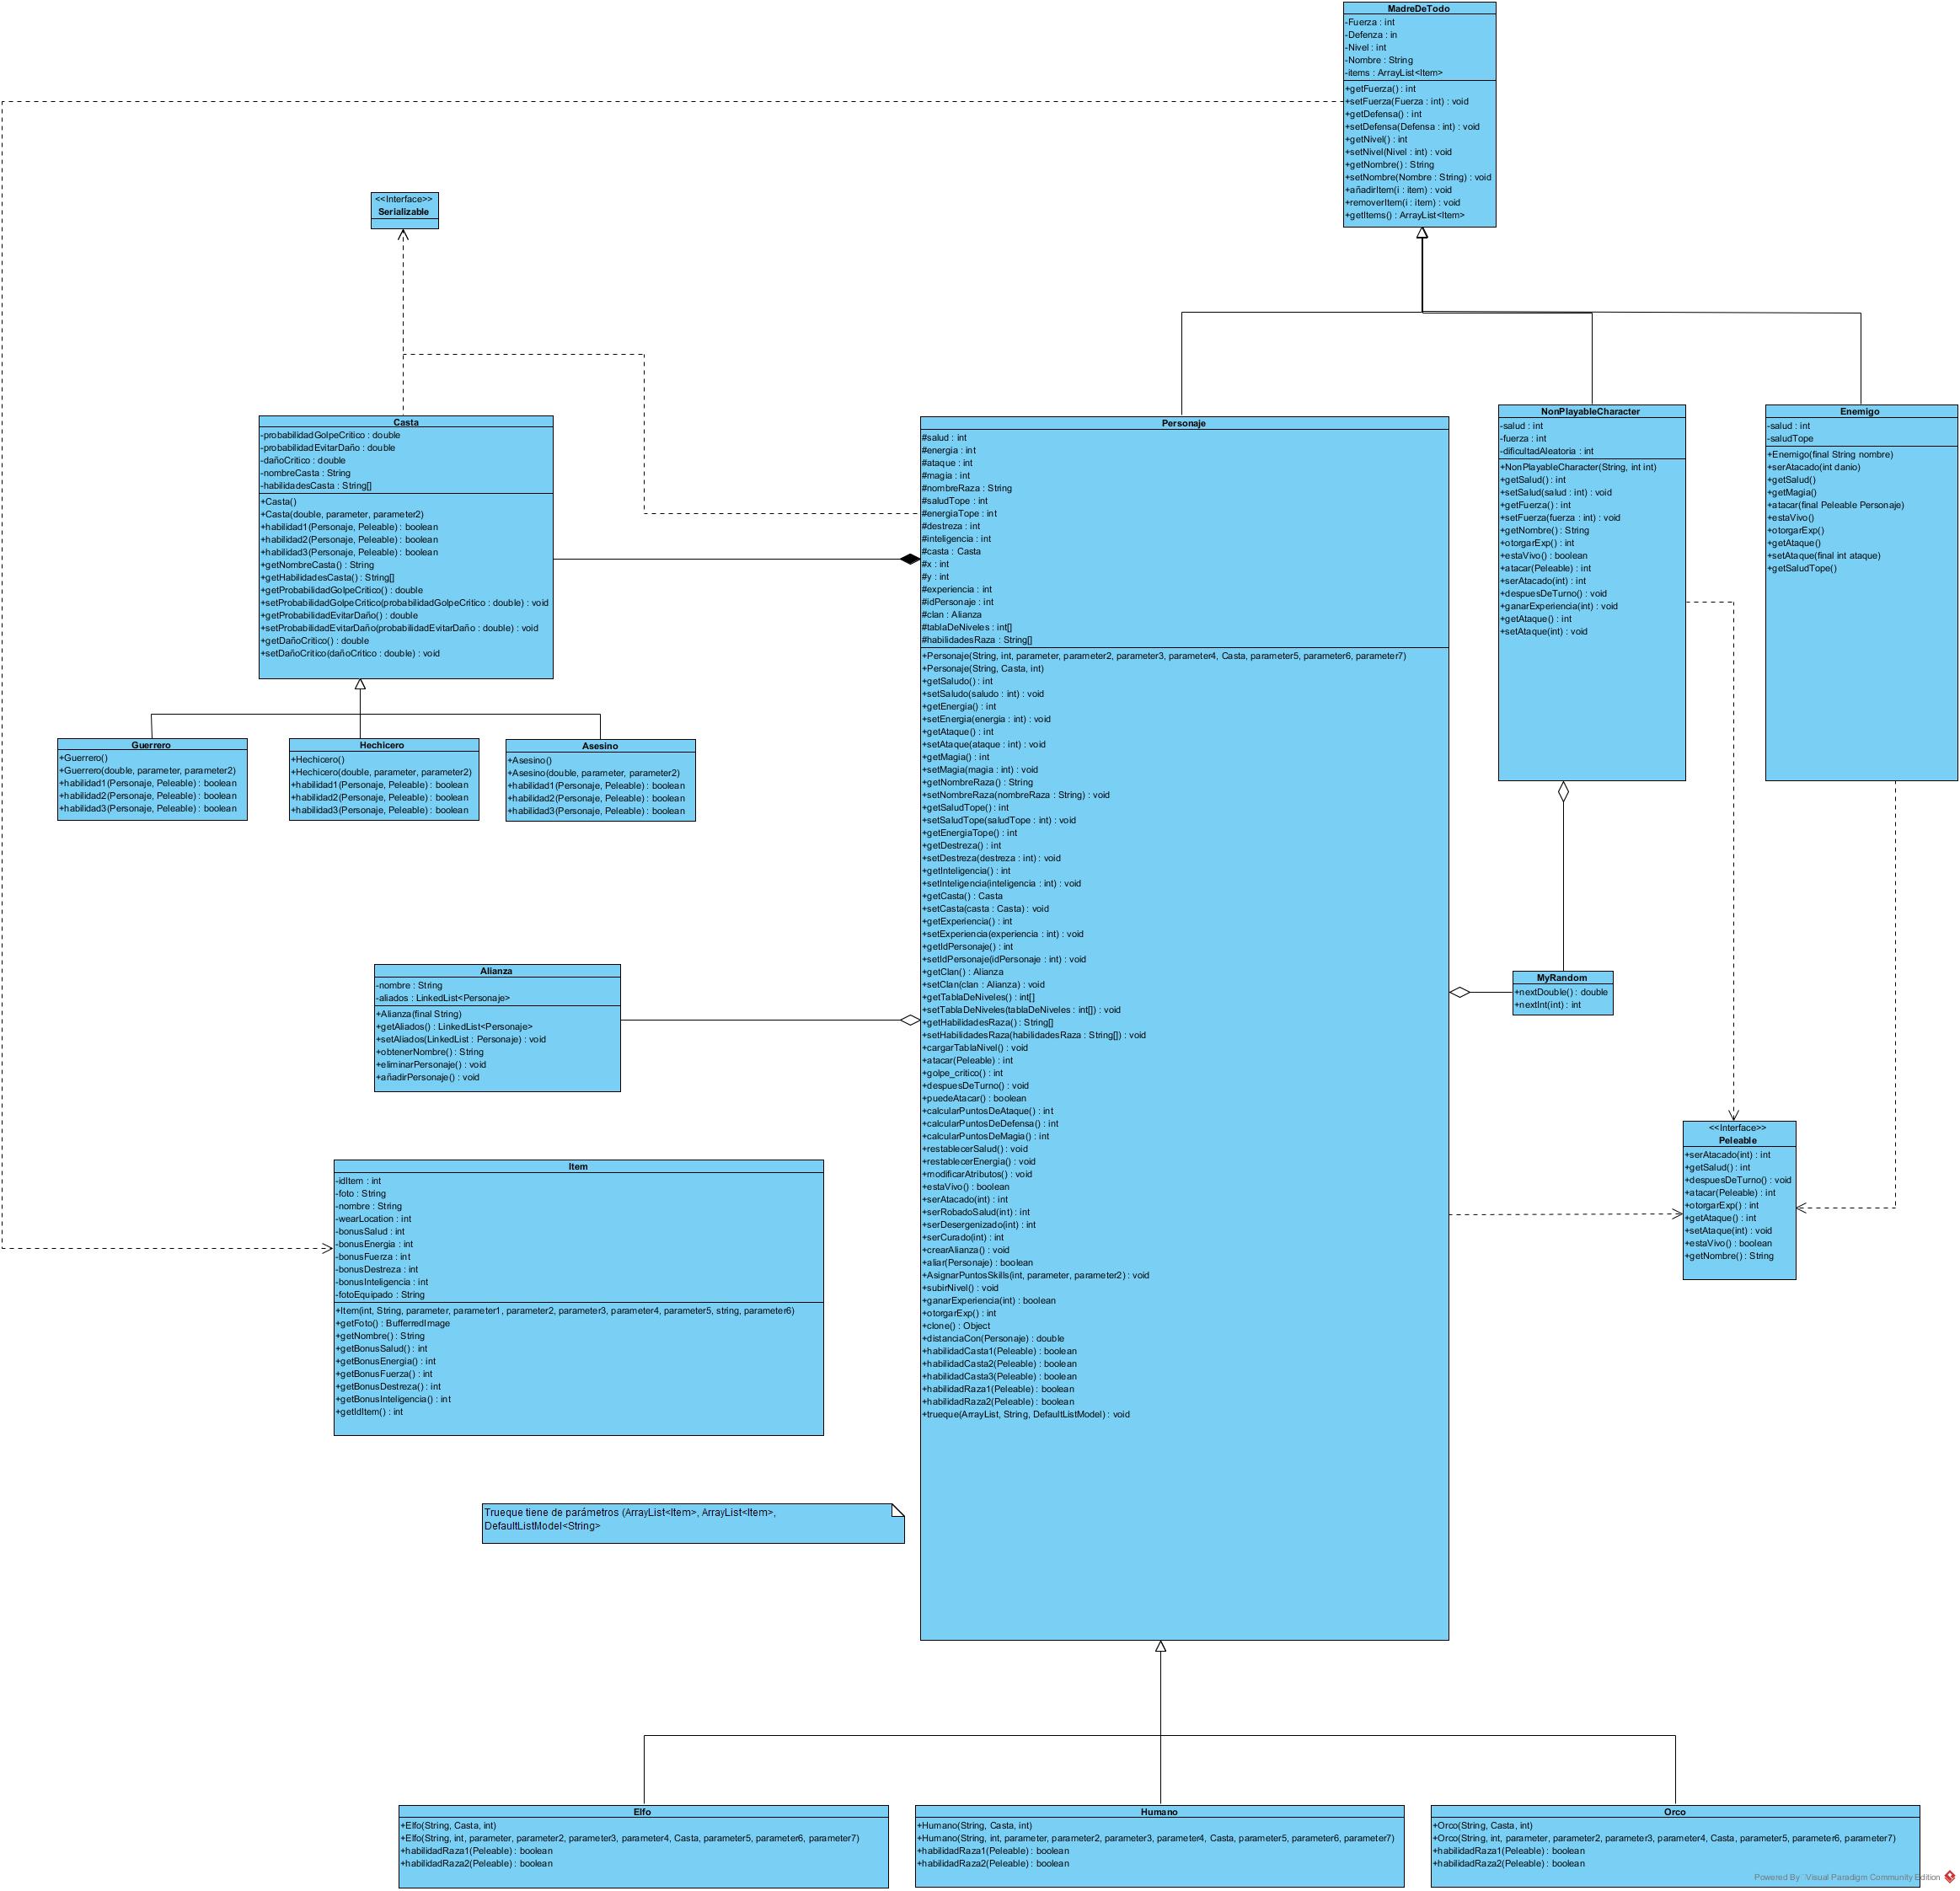 MadreDeTodo
-Fuerza : int
-Defenza : in
-Nivel : int
-Nombre : String
-items : ArrayList<Item>
+getFuerza() : int
+setFuerza(Fuerza : int) : void
+getDefensa() : int
+setDefensa(Defensa : int) : void
+getNivel() : int
+setNivel(Nivel : int) : void
+getNombre() : String
+setNombre(Nombre : String) : void
+añadirItem(i : item) : void
+removerItem(i : item) : void
+getItems() : ArrayList<Item>
<<Interface>>
Serializable
Casta
-probabilidadGolpeCritico : double
-probabilidadEvitarDaño : double
-dañoCritico : double
-nombreCasta : String
-habilidadesCasta : String[]
+Casta()
+Casta(double, parameter, parameter2)
+habilidad1(Personaje, Peleable) : boolean
+habilidad2(Personaje, Peleable) : boolean
+habilidad3(Personaje, Peleable) : boolean
+getNombreCasta() : String
+getHabilidadesCasta() : String[]
+getProbabilidadGolpeCritico() : double
+setProbabilidadGolpeCritico(probabilidadGolpeCritico : double) : void
+getProbabilidadEvitarDaño() : double
+setProbabilidadEvitarDaño(probabilidadEvitarDaño : double) : void
+getDañoCritico() : double
+setDañoCritico(dañoCritico : double) : void
Personaje
#salud : int
#energia : int
#ataque : int
#magia : int
#nombreRaza : String
#saludTope : int
#energiaTope : int
#destreza : int
#inteligencia : int
#casta : Casta
#x : int
#y : int
#experiencia : int
#idPersonaje : int
#clan : Alianza
#tablaDeNiveles : int[]
#habilidadesRaza : String[]
+Personaje(String, int, parameter, parameter2, parameter3, parameter4, Casta, parameter5, parameter6, parameter7)
+Personaje(String, Casta, int)
+getSaludo() : int
+setSaludo(saludo : int) : void
+getEnergia() : int
+setEnergia(energia : int) : void
+getAtaque() : int
+setAtaque(ataque : int) : void
+getMagia() : int
+setMagia(magia : int) : void
+getNombreRaza() : String
+setNombreRaza(nombreRaza : String) : void
+getSaludTope() : int
+setSaludTope(saludTope : int) : void
+getEnergiaTope() : int
+getDestreza() : int
+setDestreza(destreza : int) : void
+getInteligencia() : int
+setInteligencia(inteligencia : int) : void
+getCasta() : Casta
+setCasta(casta : Casta) : void
+getExperiencia() : int
+setExperiencia(experiencia : int) : void
+getIdPersonaje() : int
+setIdPersonaje(idPersonaje : int) : void
+getClan() : Alianza
+setClan(clan : Alianza) : void
+getTablaDeNiveles() : int[]
+setTablaDeNiveles(tablaDeNiveles : int[]) : void
+getHabilidadesRaza() : String[]
+setHabilidadesRaza(habilidadesRaza : String[]) : void
+cargarTablaNivel() : void
+atacar(Peleable) : int
+golpe_critico() : int
+despuesDeTurno() : void
+puedeAtacar() : boolean
+calcularPuntosDeAtaque() : int
+calcularPuntosDeDefensa() : int
+calcularPuntosDeMagia() : int
+restablecerSalud() : void
+restablecerEnergia() : void
+modificarAtributos() : void
+estaVivo() : boolean
+serAtacado(int) : int
+serRobadoSalud(int) : int
+serDesergenizado(int) : int
+serCurado(int) : int
+crearAlianza() : void
+aliar(Personaje) : boolean
+AsignarPuntosSkills(int, parameter, parameter2) : void
+subirNivel() : void
+ganarExperiencia(int) : boolean
+otorgarExp() : int
+clone() : Object
+distanciaCon(Personaje) : double
+habilidadCasta1(Peleable) : boolean
+habilidadCasta2(Peleable) : boolean
+habilidadCasta3(Peleable) : boolean
+habilidadRaza1(Peleable) : boolean
+habilidadRaza2(Peleable) : boolean
+trueque(ArrayList, String, DefaultListModel) : void
NonPlayableCharacter
-salud : int
-fuerza : int
-dificultadAleatoria : int
+NonPlayableCharacter(String, int int)
+getSalud() : int
+setSalud(salud : int) : void
+getFuerza() : int
+setFuerza(fuerza : int) : void
+getNombre() : String
+otorgarExp() : int
+estaVivo() : boolean
+atacar(Peleable) : int
+serAtacado(int) : int
+despuesDeTurno() : void
+ganarExperiencia(int) : void
+getAtaque() : int
+setAtaque(int) : void
Enemigo
-salud : int
-saludTope
+Enemigo(final String nombre)
+serAtacado(int danio)
+getSalud()
+getMagia()
+atacar(final Peleable Personaje)
+estaVivo()
+otorgarExp()
+getAtaque()
+setAtaque(final int ataque)
+getSaludTope()
Guerrero
+Guerrero()
+Guerrero(double, parameter, parameter2)
+habilidad1(Personaje, Peleable) : boolean
+habilidad2(Personaje, Peleable) : boolean
+habilidad3(Personaje, Peleable) : boolean
Hechicero
+Hechicero()
+Hechicero(double, parameter, parameter2)
+habilidad1(Personaje, Peleable) : boolean
+habilidad2(Personaje, Peleable) : boolean
+habilidad3(Personaje, Peleable) : boolean
Asesino
+Asesino()
+Asesino(double, parameter, parameter2)
+habilidad1(Personaje, Peleable) : boolean
+habilidad2(Personaje, Peleable) : boolean
+habilidad3(Personaje, Peleable) : boolean
Alianza
-nombre : String
-aliados : LinkedList<Personaje>
+Alianza(final String)
+getAliados() : LinkedList<Personaje>
+setAliados(LinkedList : Personaje) : void
+obtenerNombre() : String
+eliminarPersonaje() : void
+añadirPersonaje() : void
MyRandom
+nextDouble() : double
+nextInt(int) : int
<<Interface>>
Peleable
+serAtacado(int) : int
+getSalud() : int
+despuesDeTurno() : void
+atacar(Peleable) : int
+otorgarExp() : int
+getAtaque() : int
+setAtaque(int) : void
+estaVivo() : boolean
+getNombre() : String
Item
-idItem : int
-foto : String
-nombre : String
-wearLocation : int
-bonusSalud : int
-bonusEnergia : int
-bonusFuerza : int
-bonusDestreza : int
-bonusInteligencia : int
-fotoEquipado : String
+Item(int, String, parameter, parameter1, parameter2, parameter3, parameter4, parameter5, string, parameter6)
+getFoto() : BufferredImage
+getNombre() : String
+getBonusSalud() : int
+getBonusEnergia() : int
+getBonusFuerza() : int
+getBonusDestreza() : int
+getBonusInteligencia() : int
+getIdItem() : int
Trueque tiene de parámetros (ArrayList<Item>, ArrayList<Item>,
DefaultListModel<String>
Elfo
+Elfo(String, Casta, int)
+Elfo(String, int, parameter, parameter2, parameter3, parameter4, Casta, parameter5, parameter6, parameter7)
+habilidadRaza1(Peleable) : boolean
+habilidadRaza2(Peleable) : boolean
Humano
+Humano(String, Casta, int)
+Humano(String, int, parameter, parameter2, parameter3, parameter4, Casta, parameter5, parameter6, parameter7)
+habilidadRaza1(Peleable) : boolean
+habilidadRaza2(Peleable) : boolean
Orco
+Orco(String, Casta, int)
+Orco(String, int, parameter, parameter2, parameter3, parameter4, Casta, parameter5, parameter6, parameter7)
+habilidadRaza1(Peleable) : boolean
+habilidadRaza2(Peleable) : boolean
Powered By Visual Paradigm Community Edition